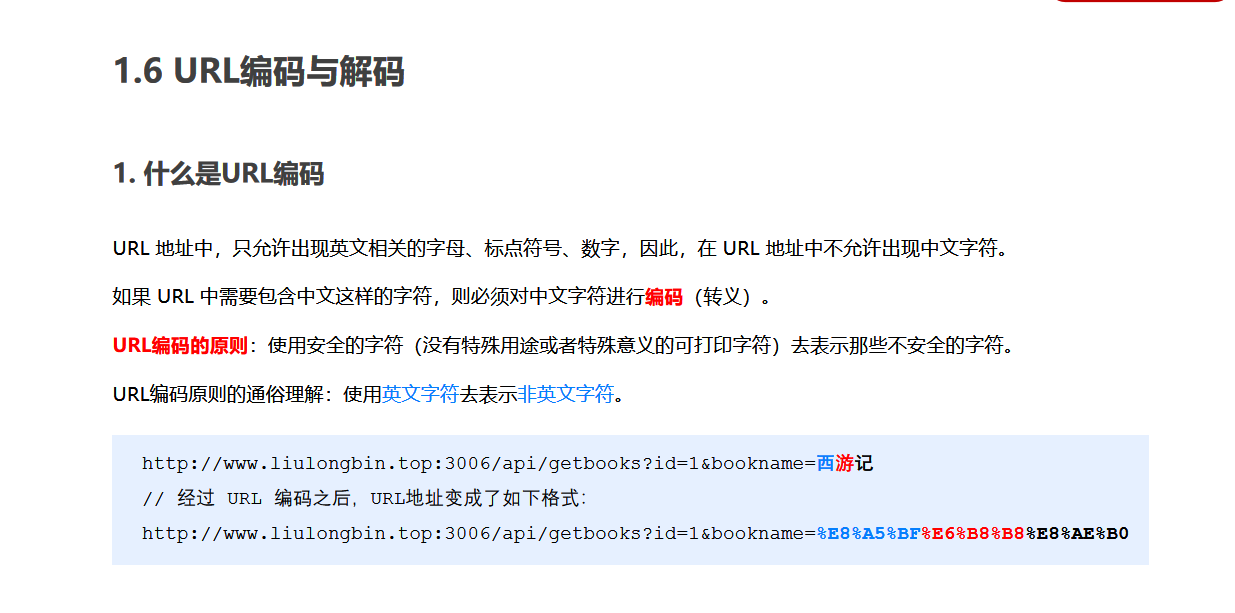 1.6 URL编码与解码
1. 什么是URL编码
URL 地址中，只允许出现英文相关的字母、标点符号、数字，因此，在 URL 地址中不允许出现中文字符。
如果 URL 中需要包含中文这样的字符，则必须对中文字符进行编码（转义）。
URL编码的原则：使用安全的字符（没有特殊用途或者特殊意义的可打印字符）去表示那些不安全的字符。
URL编码原则的通俗理解：使用英文字符去表示非英文字符。
http://www.liulongbin.top:3006/api/getbooks?id=1&bookname=西游记
// 经过 URL 编码之后，URL地址变成了如下格式：
http://www.liulongbin.top:3006/api/getbooks?id=1&bookname=%E8%A5%BF%E6%B8%B8%E8%AE%B0